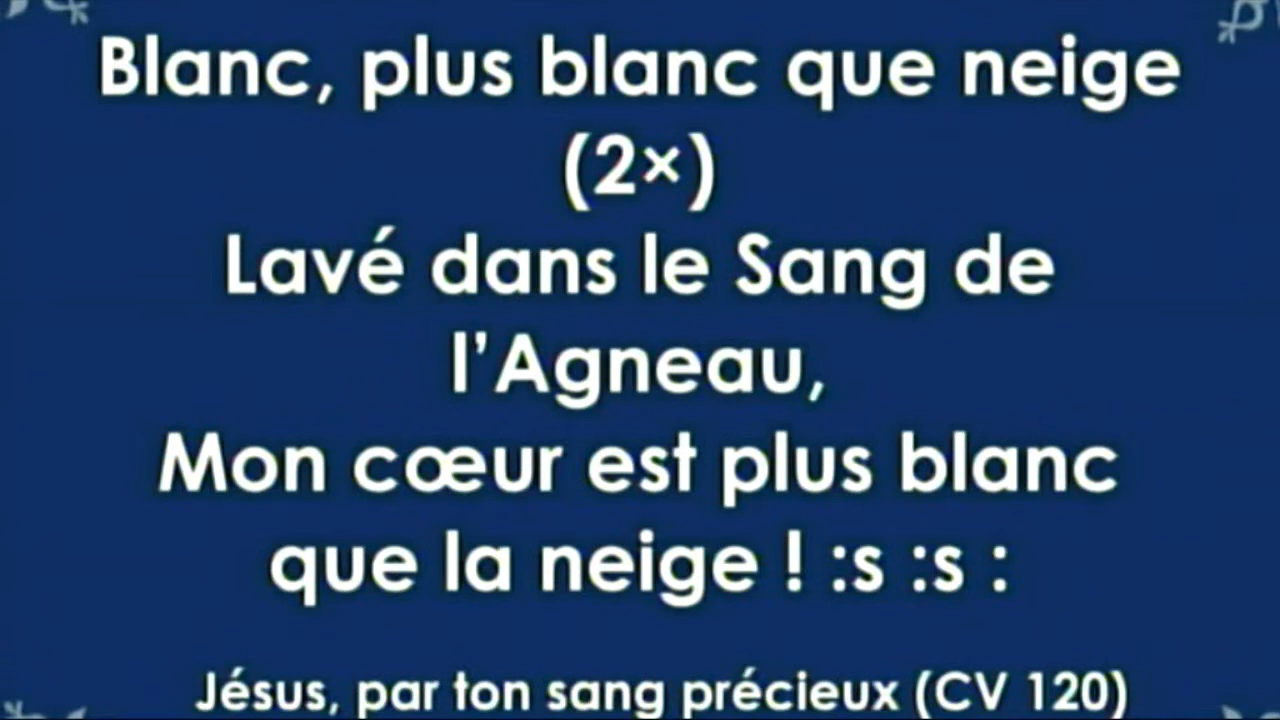 Blanc, plus blanc que neige
(2×)
Lavé dans le Sang de
l’Agneau,
Mon cœur est plus blanc
que la neige ! :s :s :
Jésus, par ton sang précieux (CV 120)